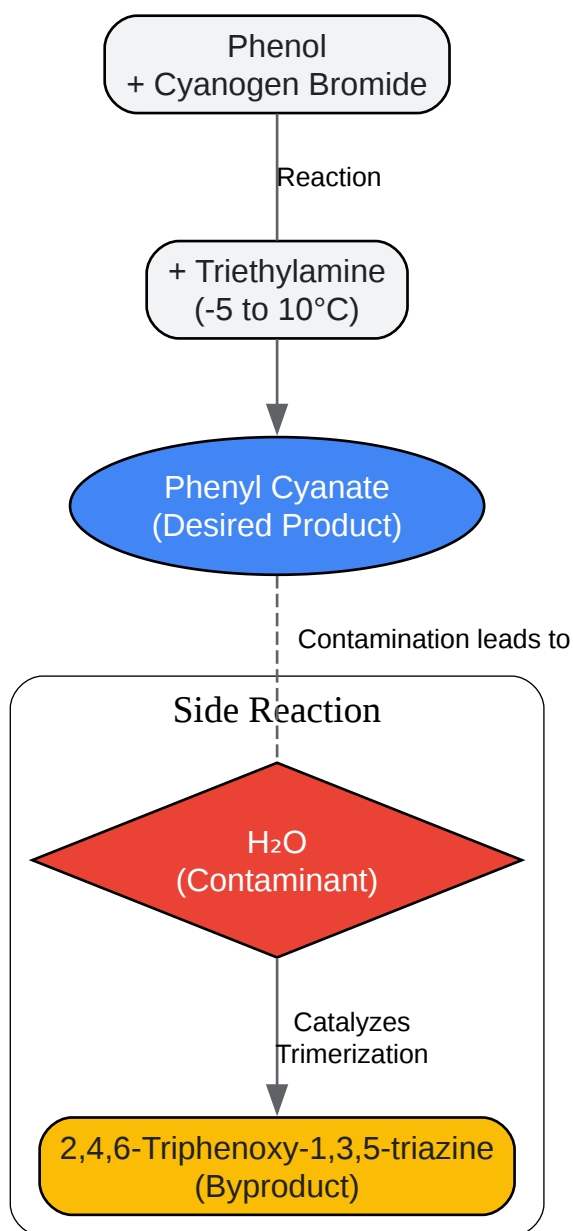 Phenol
+ Cyanogen Bromide
Reaction
+ Triethylamine
(-5 to 10°C)
Phenyl Cyanate
(Desired Product)
Contamination leads to
Side Reaction
H₂O
(Contaminant)
Catalyzes
Trimerization
2,4,6-Triphenoxy-1,3,5-triazine
(Byproduct)